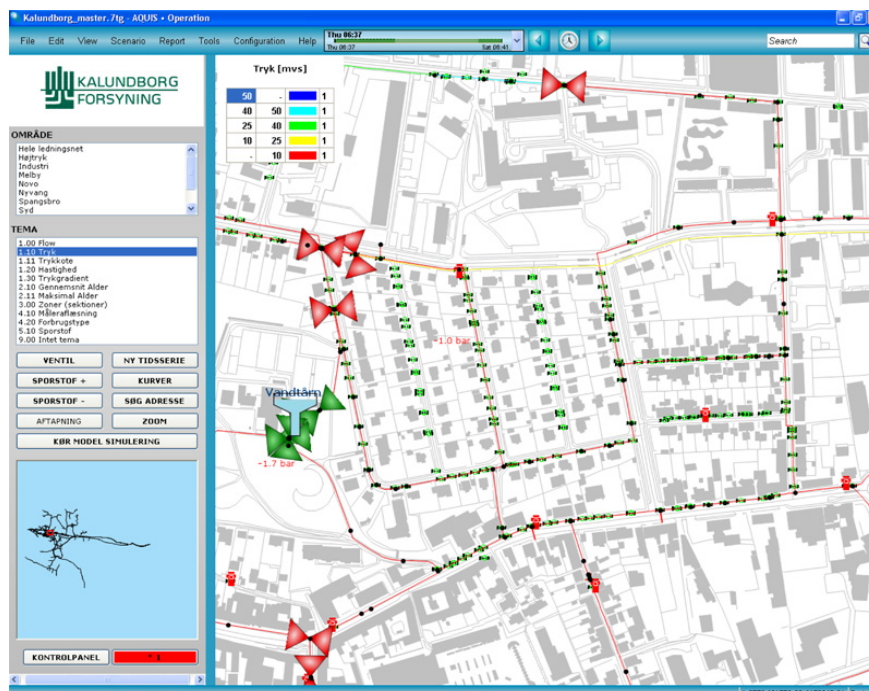 Kalundborg_master.7tg - AQUIS • Operation
File Edit View Scenario Report Tools Configuration Help
Thu 06:37
Thu 06:37 Sat 06:41
Search
KALUNDBORG
FORSYNING
OMRÅDE
Hele ledningsnet
Højtryk
Industri
Melby
Novo
Nyvang
Spangsbro
Syd
TEMA
1.00 Flow
1.10 Tryk
1.11 Trykkote
1.20 Hastighed
1.30 Trykgradient
2.10 Gennemsnit Alder
2.11 Maksimal Alder
3.00 Zoner (sektioner)
4.10 Måleraflæsning
4.20 Forbrugstype
5.10 Sporstof
9.00 Intet tema
VENTIL NY TIDSSERIE
SPORSTOF + KURVER
SPORSTOF - SØG ADRESSE
AFTAPNING ZOOM
KØR MODEL SIMULERING
KONTROLPANEL
Tryk [mvs]
50 - 1
40 50 1
25 40 1
10 25 1
- 10 1
-1.0 bar
Vandtårn
-1.7 bar